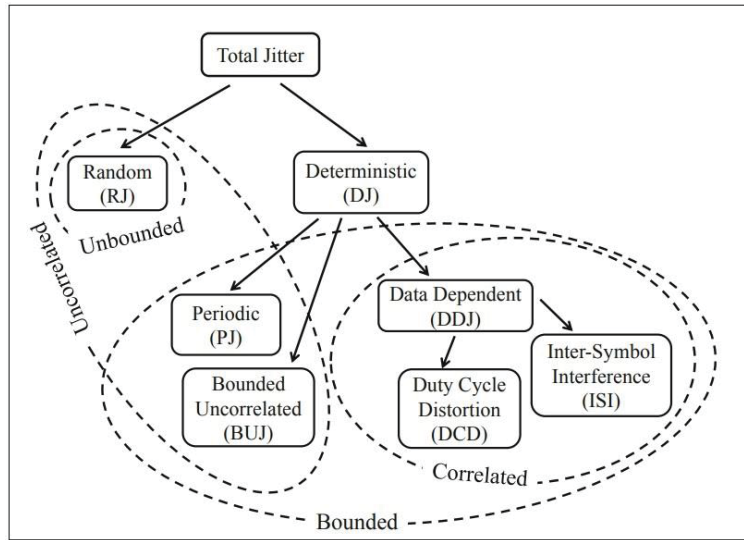 Total Jitter
Random
(RJ)
Deterministic
(DJ)
Unbounded
Uncorrelated
Periodic
(PJ)
Data Dependent
(DDJ)
Inter-Symbol
Interference
(ISI)
Bounded
Uncorrelated
(BUJ)
Duty Cycle
Distortion
(DCD)
Correlated
Bounded